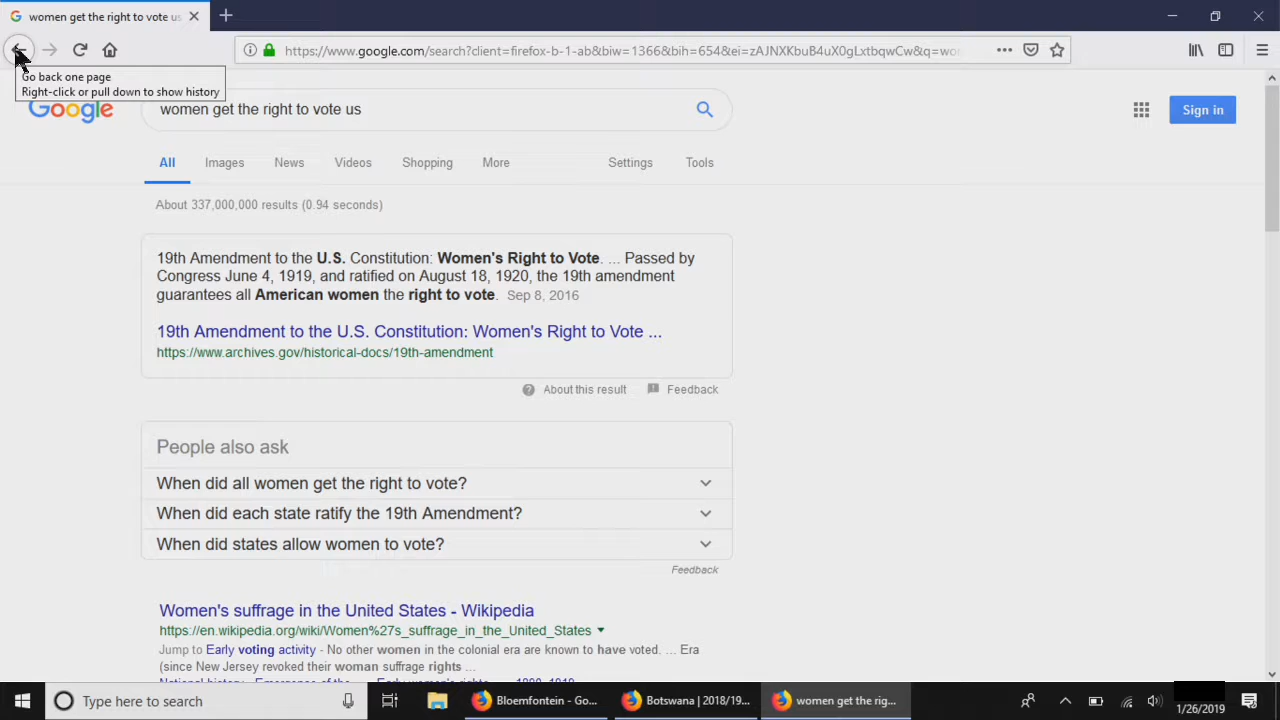 women get the right to vote us
https://www.google.com/search?client=firefox-b-1-ab&biw=1366&bih=654&ei=zAJNXKbuB4uX0gLxtbqwCw&q=wo
Go back one page
Right-click or pull down to show history
Google
women get the right to vote us
Sign in
All Images News Videos Shopping More Settings Tools
About 337,000,000 results (0.94 seconds)
19th Amendment to the U.S. Constitution: Women's Right to Vote. ... Passed by
Congress June 4, 1919, and ratified on August 18, 1920, the 19th amendment
guarantees all American women the right to vote. Sep 8, 2016
19th Amendment to the U.S. Constitution: Women's Right to Vote ...
https://www.archives.gov/historical-docs/19th-amendment
About this result Feedback
People also ask
When did all women get the right to vote?
When did each state ratify the 19th Amendment?
When did states allow women to vote?
Feedback
Women's suffrage in the United States - Wikipedia
https://en.wikipedia.org/wiki/Women%27s_suffrage_in_the_United_States
Jump to Early voting activity - No other women in the colonial era are known to have voted. ... Era
(since New Jersey revoked their woman suffrage rights ...
Type here to search
Bloemfontein - Go...
Botswana | 2018/19...
women get the rig...
1/26/2019